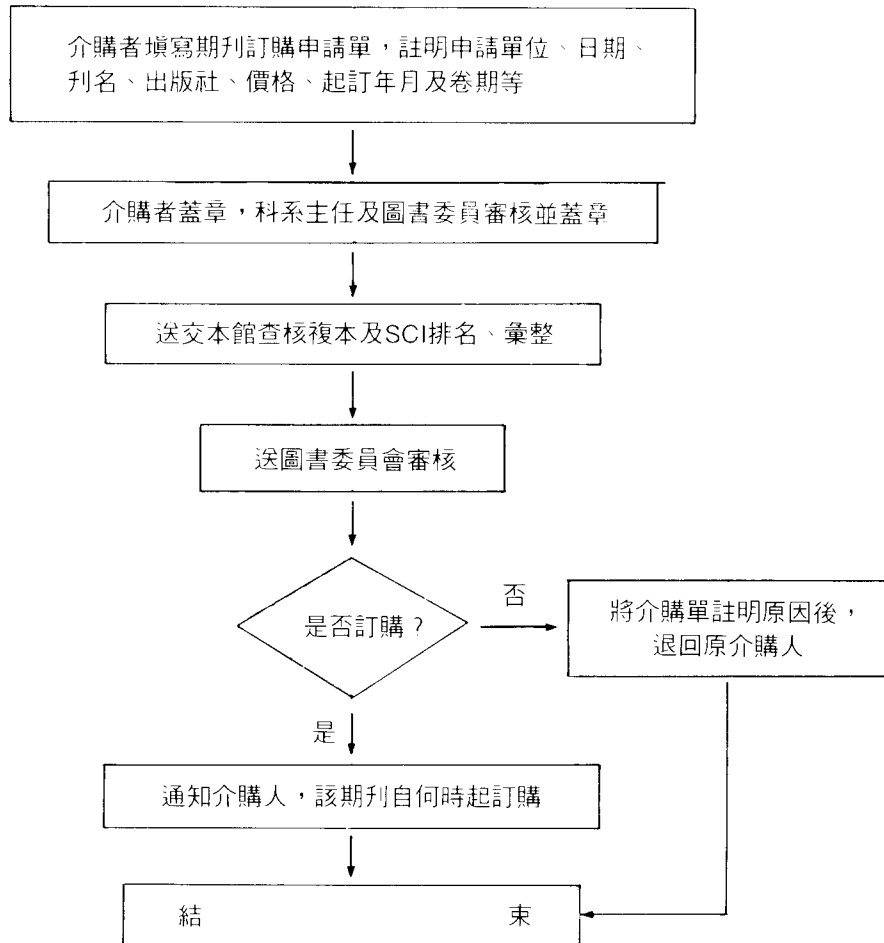 介購者填寫期刊訂購申請單，註明申請單位、日期、
刊名、出版社、價格、起訂年月及卷期等
介購者蓋章，科系主任及圖書委員審核並蓋章
送交本館查核複本及SCI排名、彙整
送圖書委員會審核
是否訂購？
否
將介購單註明原因後，
退回原介購人
是
通知介購人，該期刊自何時起訂購
結 束